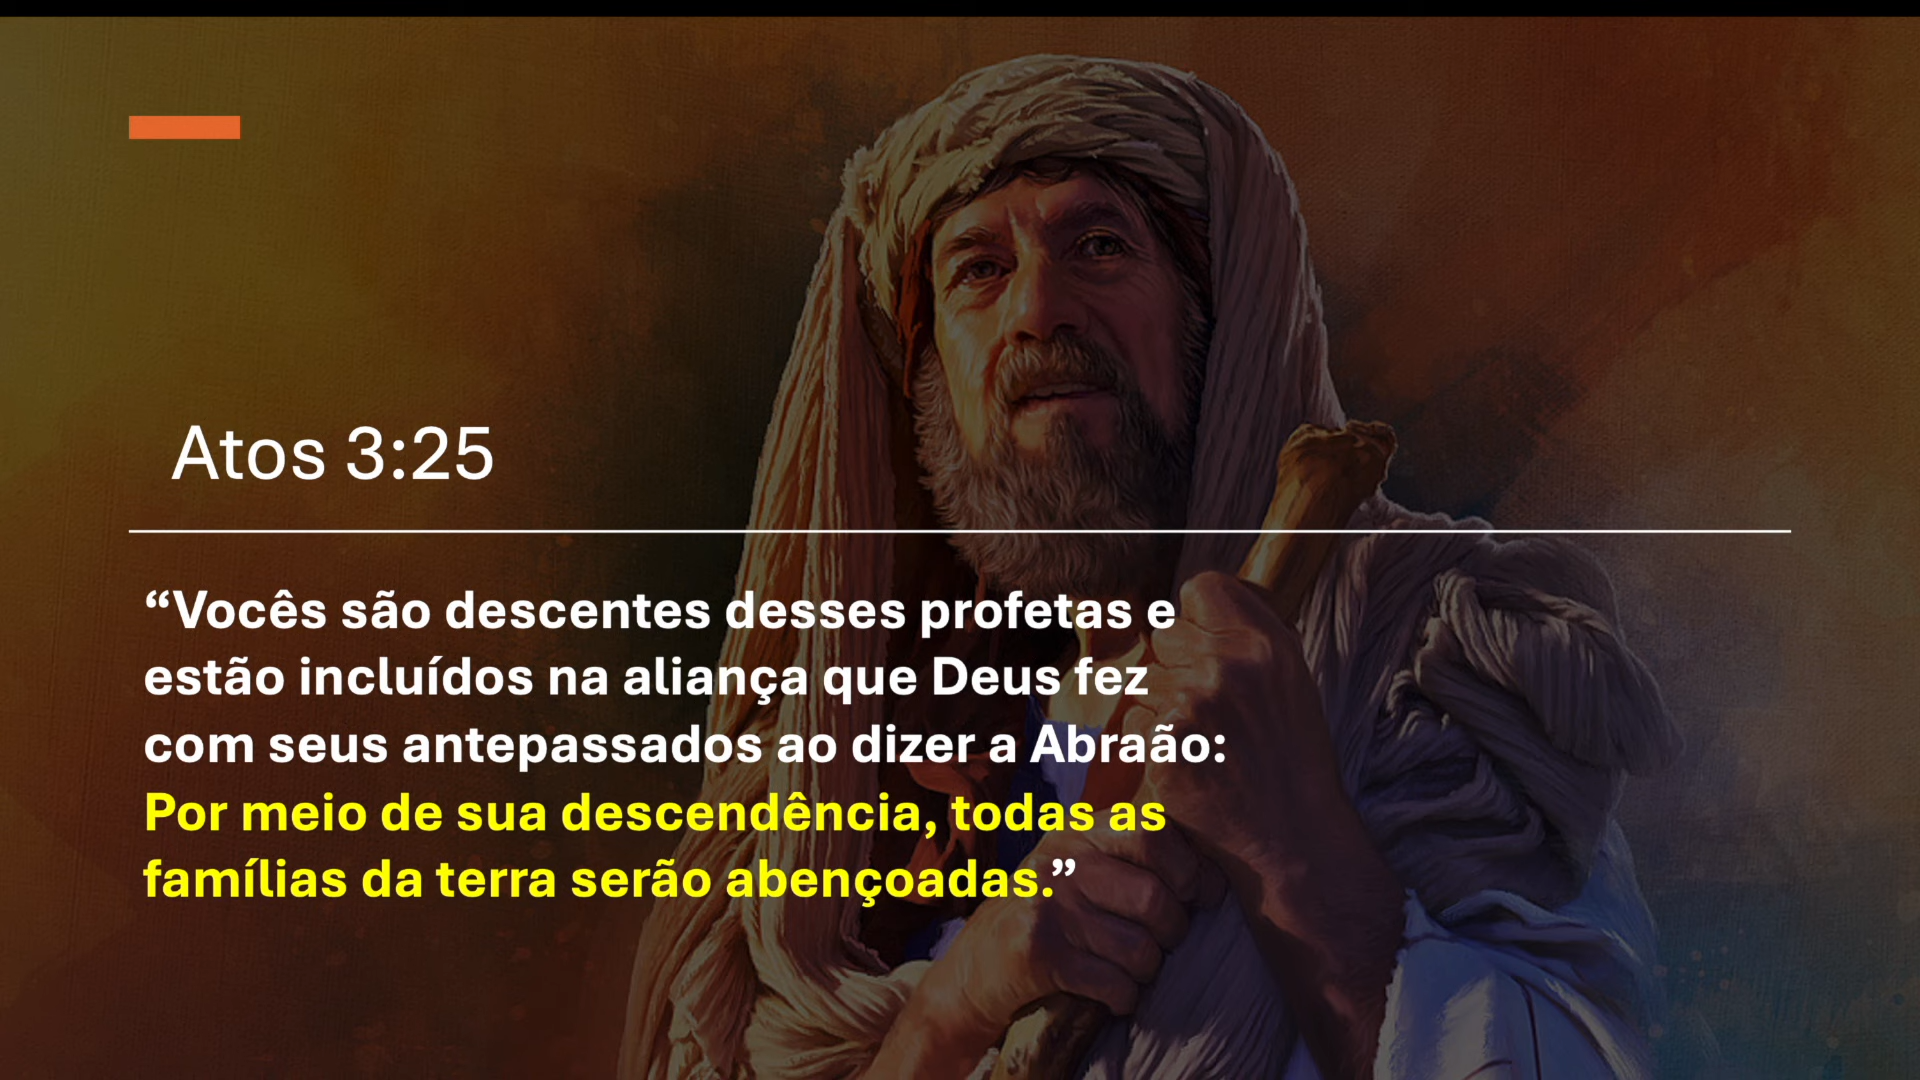 Atos 3:25
“Vocês são descentes desses profetas e
estão incluídos na aliança que Deus fez
com seus antepassados ao dizer a Abraão:
Por meio de sua descendência, todas as
famílias da terra serão abençoadas.”